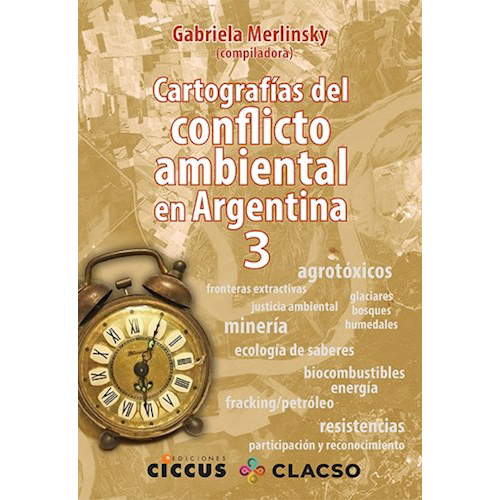 Gabriela Merlinsky
(compiladora)
Cartografías del
conflicto
ambiental
en Argentina
3
agrotóxicos
fronteras extractivas
glaciares
justicia ambiental
bosques
minería
humedales
ecología de saberes
biocombustibles
energía
fracking/petróleo
resistencias
participación y reconocimiento
EDICIONES
CICCUS
CLACSO